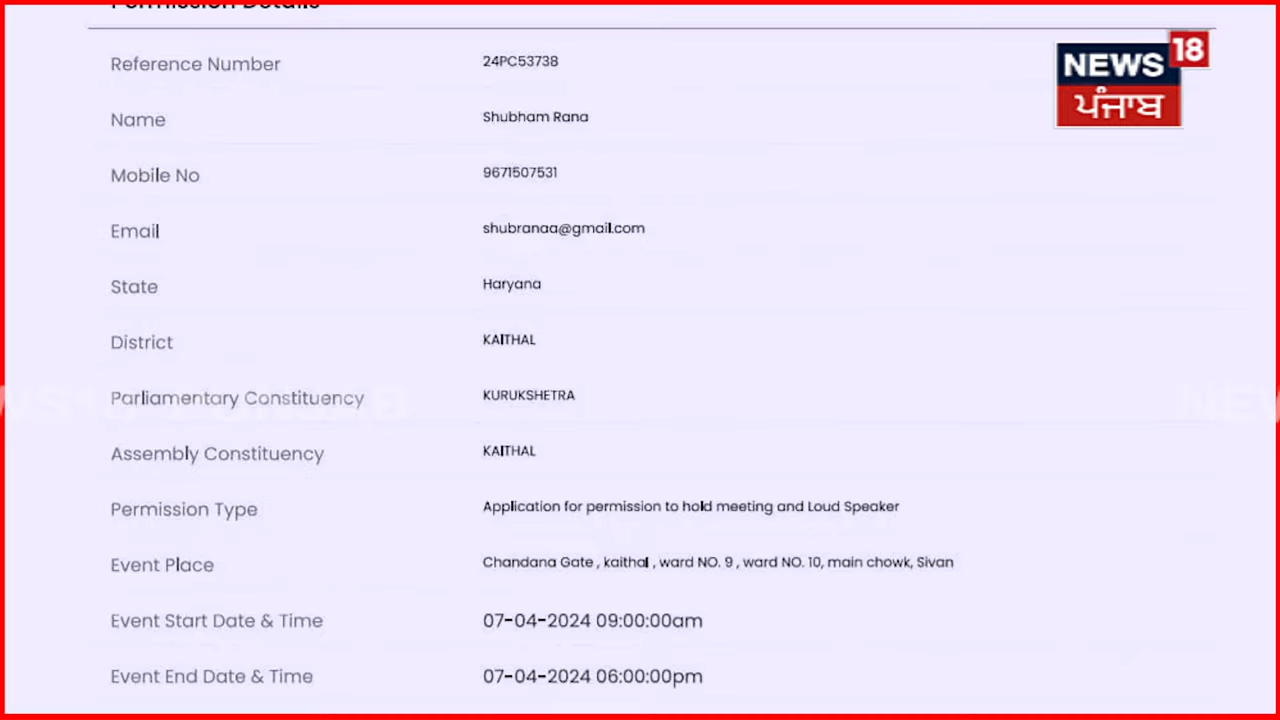 Permission Details
NEWS 18
ਪੰਜਾਬ
Reference Number 24PC53738
Name Shubham Rana
Mobile No 9671507531
Email shubranaa@gmail.com
State Haryana
District KAITHAL
Parliamentary Constituency KURUKSHETRA
Assembly Constituency KAITHAL
Permission Type Application for permission to hold meeting and Loud Speaker
Event Place Chandana Gate , kaithal , ward NO. 9 , ward NO. 10, main chowk, Sivan
Event Start Date & Time 07-04-2024 09:00:00am
Event End Date & Time 07-04-2024 06:00:00pm